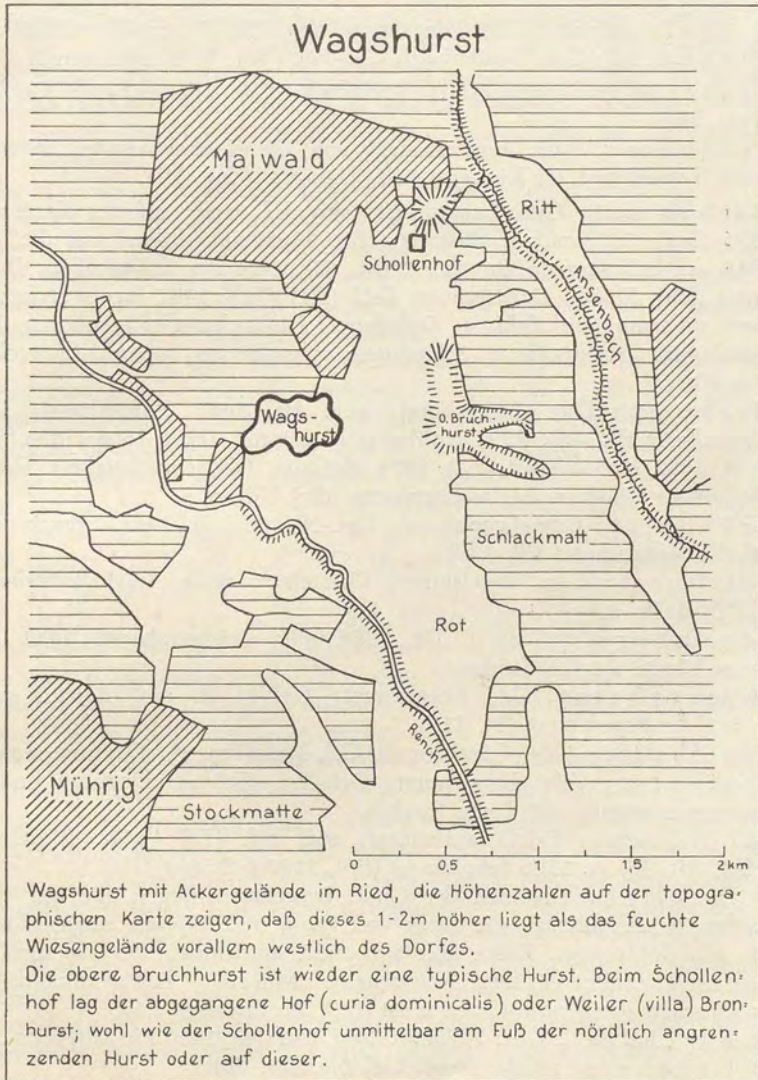 Wagshurst
Maiwald
Ritt
Schollenhof
Ansenbach
Wags-
hurst
O. Bruch-
hurst
Schlackmatt
Rot
Rench
Mührig
Stockmatte
0 0,5 1 1,5 2 km
Wagshurst mit Ackergelände im Ried, die Höhenzahlen auf der topogra-
phischen Karte zeigen, daß dieses 1-2m höher liegt als das feuchte
Wiesengelände vorallem westlich des Dorfes.
Die obere Bruchhurst ist wieder eine typische Hurst. Beim Schollen=
hof lag der abgegangene Hof (curia dominicalis) oder Weiler (villa) Bron=
hurst; wohl wie der Schollenhof unmittelbar am Fuß der nördlich angren=
zenden Hurst oder auf dieser.